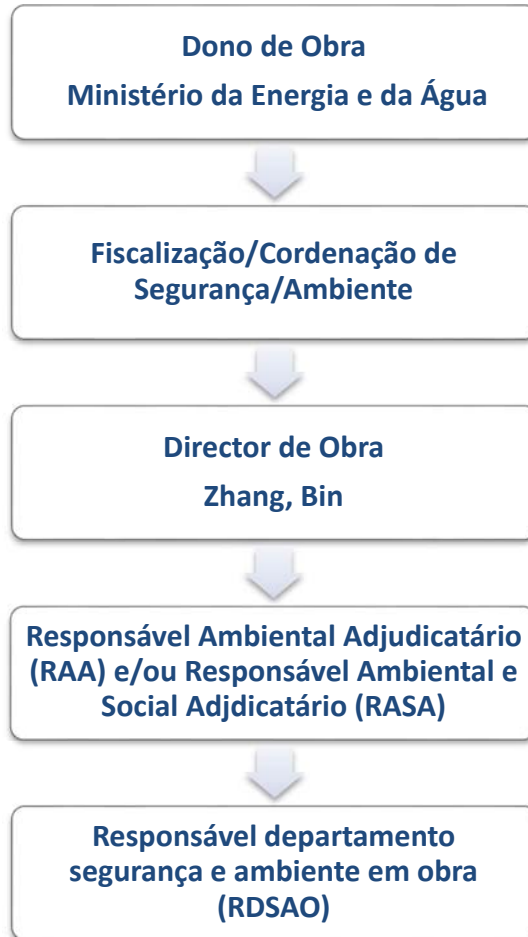 Dono de Obra
Ministério da Energia e da Água
Fiscalização/Cordenação de
Segurança/Ambiente
Director de Obra
Zhang, Bin
Responsável Ambiental Adjudicatário
(RAA) e/ou Responsável Ambiental e
Social Adjdicatário (RASA)
Responsável departamento
segurança e ambiente em obra
(RDSAO)